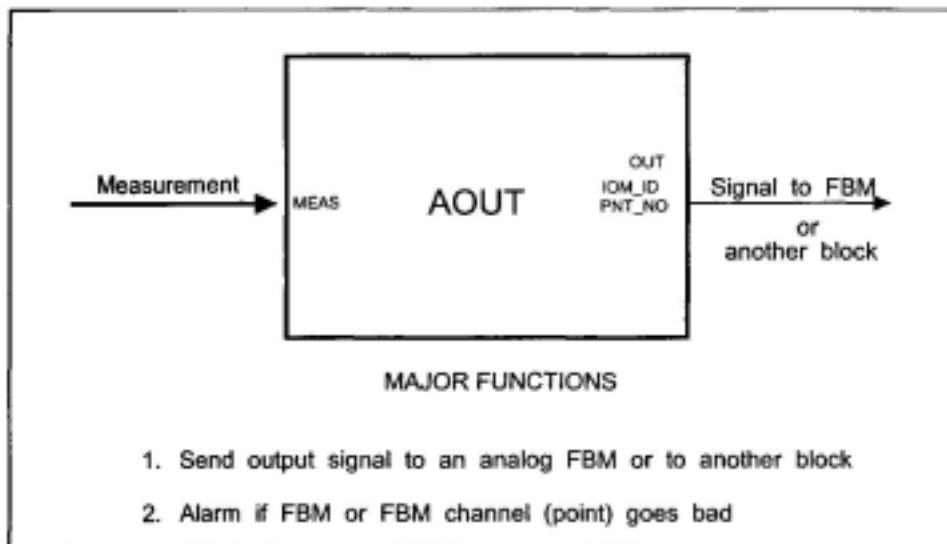 Measurement
MEAS
AOUT
OUT
IOM_ID
PNT_NO
Signal to FBM
or
another block
MAJOR FUNCTIONS
1. Send output signal to an analog FBM or to another block
2. Alarm if FBM or FBM channel (point) goes bad